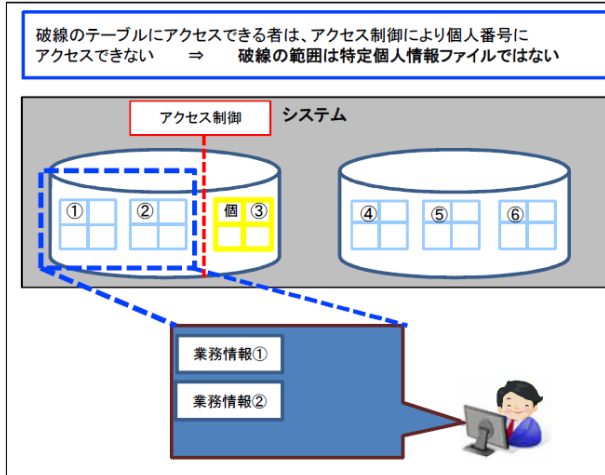 破線のテーブルにアクセスできる者は、アクセス制御により個人番号に
アクセスできない　⇒　破線の範囲は特定個人情報ファイルではない
アクセス制御
システム
① ② 個 ③ ④ ⑤ ⑥
業務情報①
業務情報②